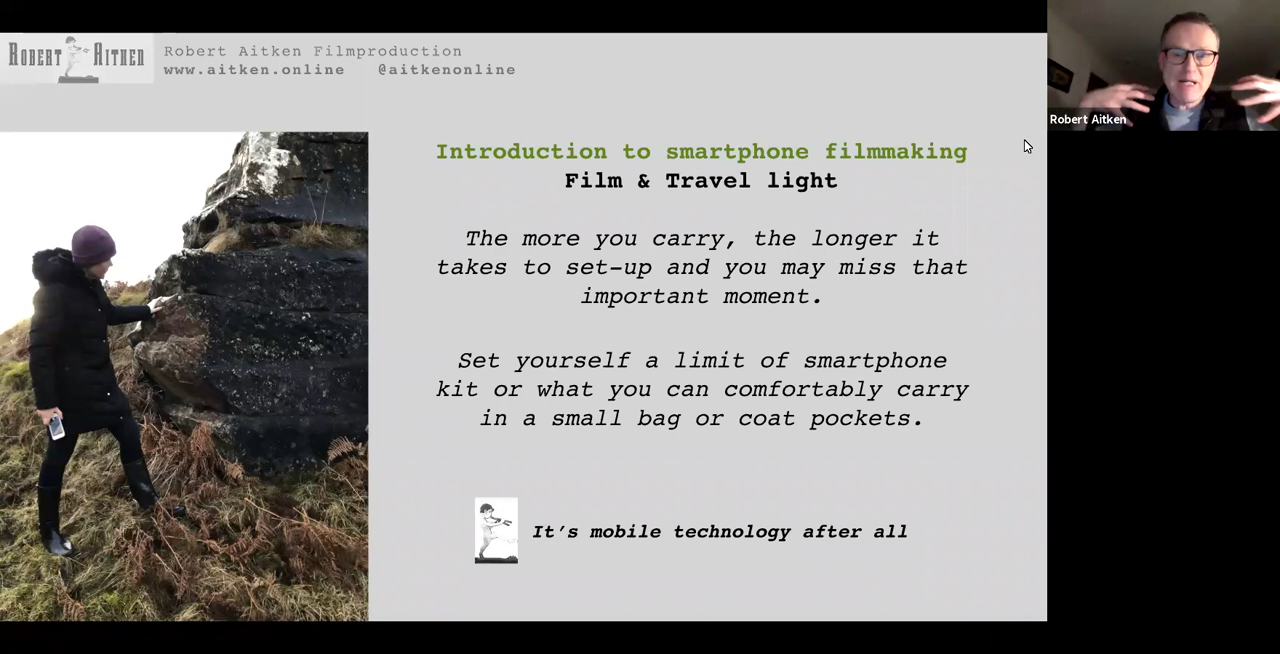 ROBERT AITKEN
Robert Aitken Filmproduction
www.aitken.online @aitkenonline
Robert Aitken
Introduction to smartphone filmmaking
Film & Travel light
The more you carry, the longer it
takes to set-up and you may miss that
important moment.
Set yourself a limit of smartphone
kit or what you can comfortably carry
in a small bag or coat pockets.
It’s mobile technology after all